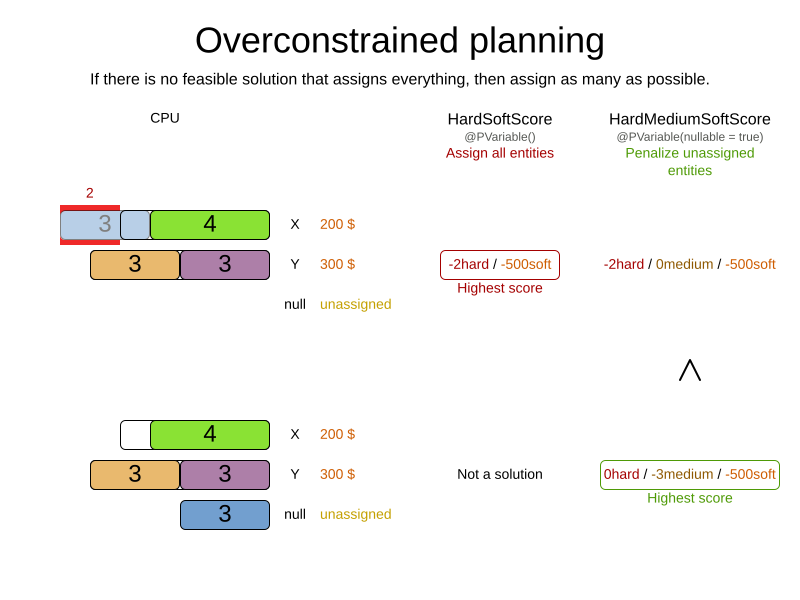 Overconstrained planning
If there is no feasible solution that assigns everything, then assign as many as possible.
CPU
HardSoftScore
@PVariable()
Assign all entities
HardMediumSoftScore
@PVariable(nullable = true)
Penalize unassigned
entities
2
3 4 X 200 $
3 3 Y 300 $ -2hard / -500soft -2hard / 0medium / -500soft
Highest score
null unassigned
4 X 200 $
3 3 Y 300 $ Not a solution 0hard / -3medium / -500soft
Highest score
3 null unassigned